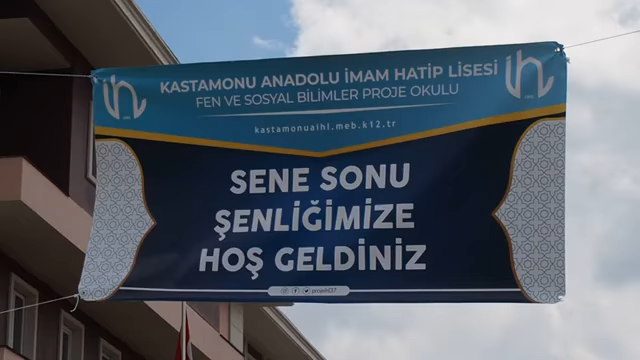 KASTAMONU ANADOLU İMAM HATİP LİSESİ
FEN VE SOSYAL BİLİMLER PROJE OKULU
kastamonuaihl.meb.k12.tr
SENE SONU
ŞENLİĞİMİZE
HOŞ GELDİNİZ